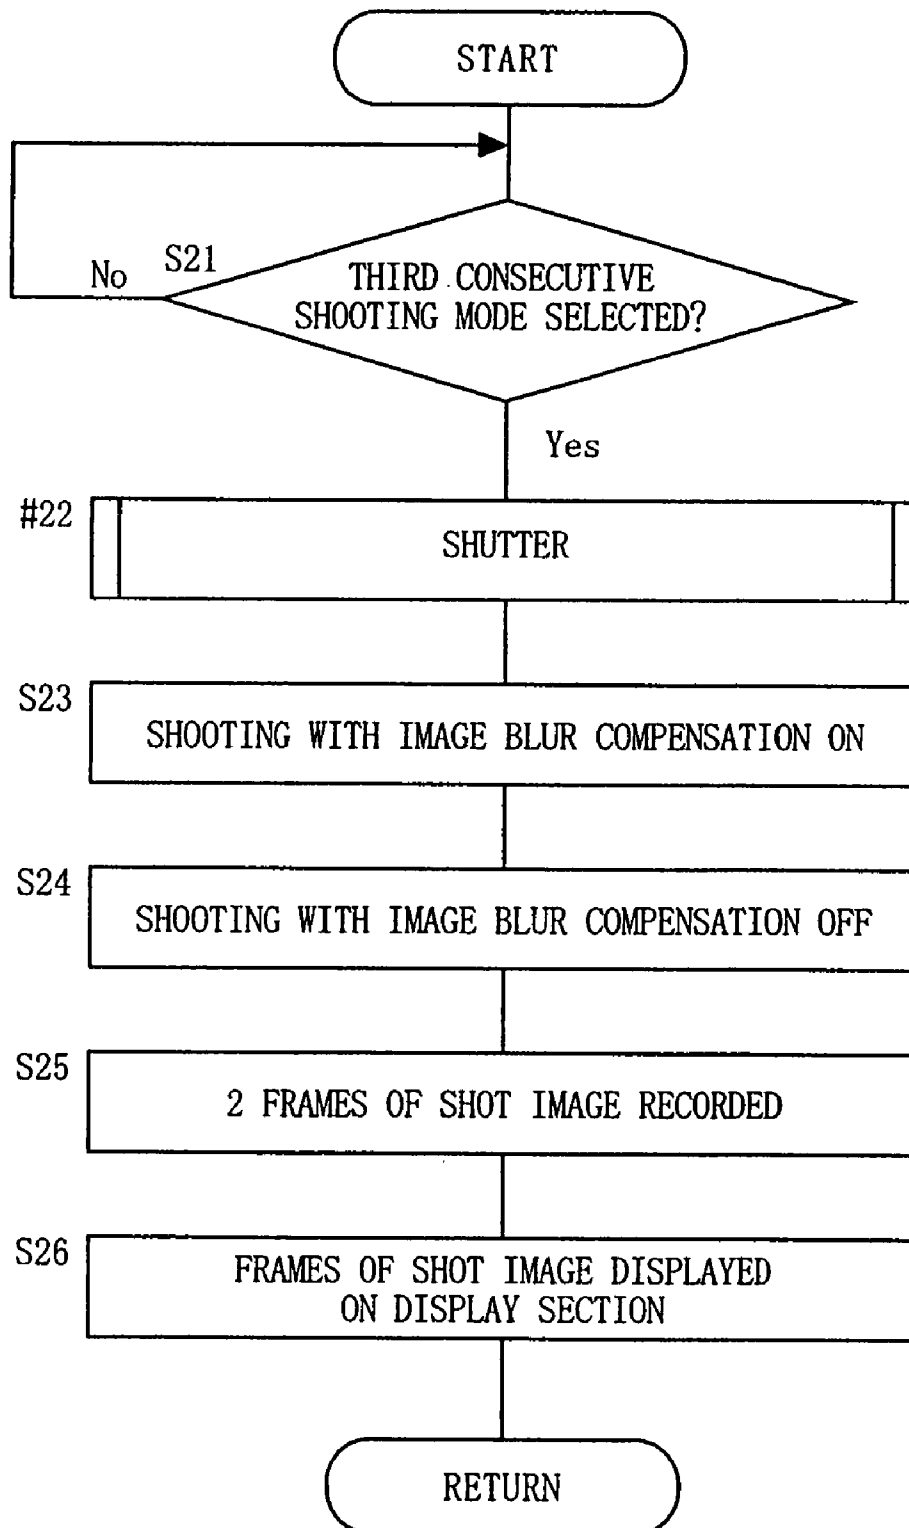 START
S21
No
THIRD CONSECUTIVE
SHOOTING MODE SELECTED?
Yes
#22
SHUTTER
S23
SHOOTING WITH IMAGE BLUR COMPENSATION ON
S24
SHOOTING WITH IMAGE BLUR COMPENSATION OFF
S25
2 FRAMES OF SHOT IMAGE RECORDED
S26
FRAMES OF SHOT IMAGE DISPLAYED
ON DISPLAY SECTION
RETURN